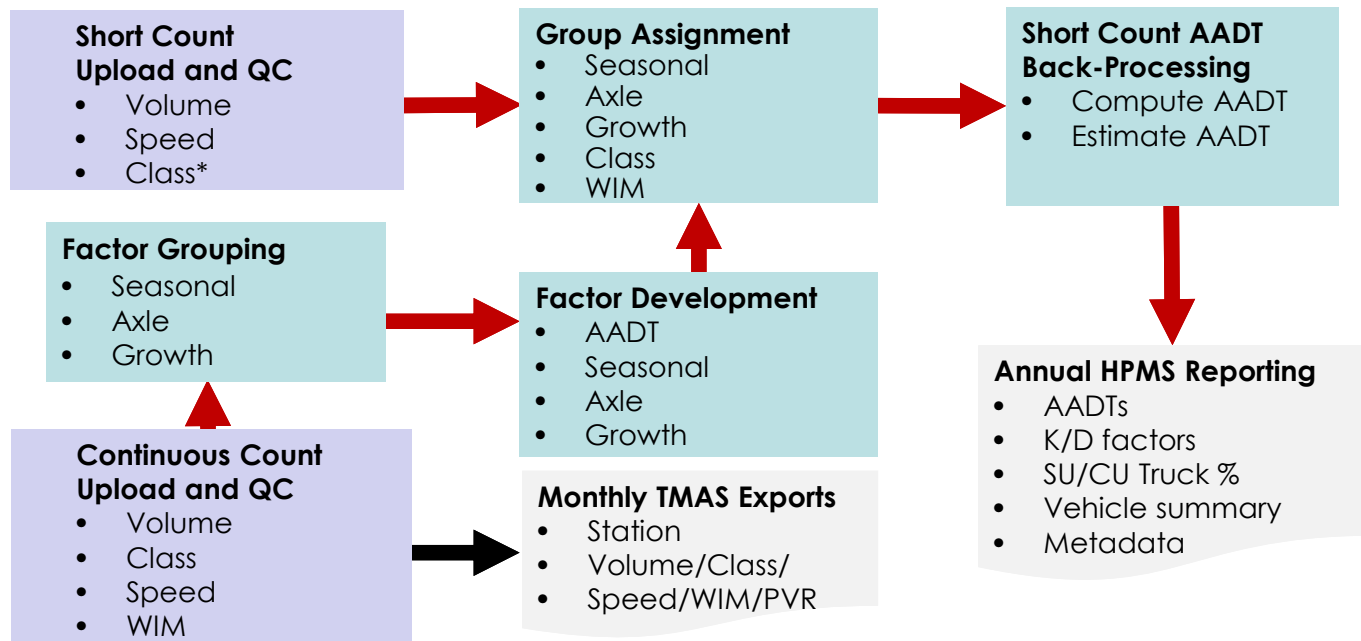 Short Count
Upload and QC
• Volume
• Speed
• Class*
Group Assignment
• Seasonal
• Axle
• Growth
• Class
• WIM
Short Count AADT
Back-Processing
• Compute AADT
• Estimate AADT
Factor Grouping
• Seasonal
• Axle
• Growth
Factor Development
• AADT
• Seasonal
• Axle
• Growth
Annual HPMS Reporting
• AADTs
• K/D factors
• SU/CU Truck %
• Vehicle summary
• Metadata
Continuous Count
Upload and QC
• Volume
• Class
• Speed
• WIM
Monthly TMAS Exports
• Station
• Volume/Class/
• Speed/WIM/PVR